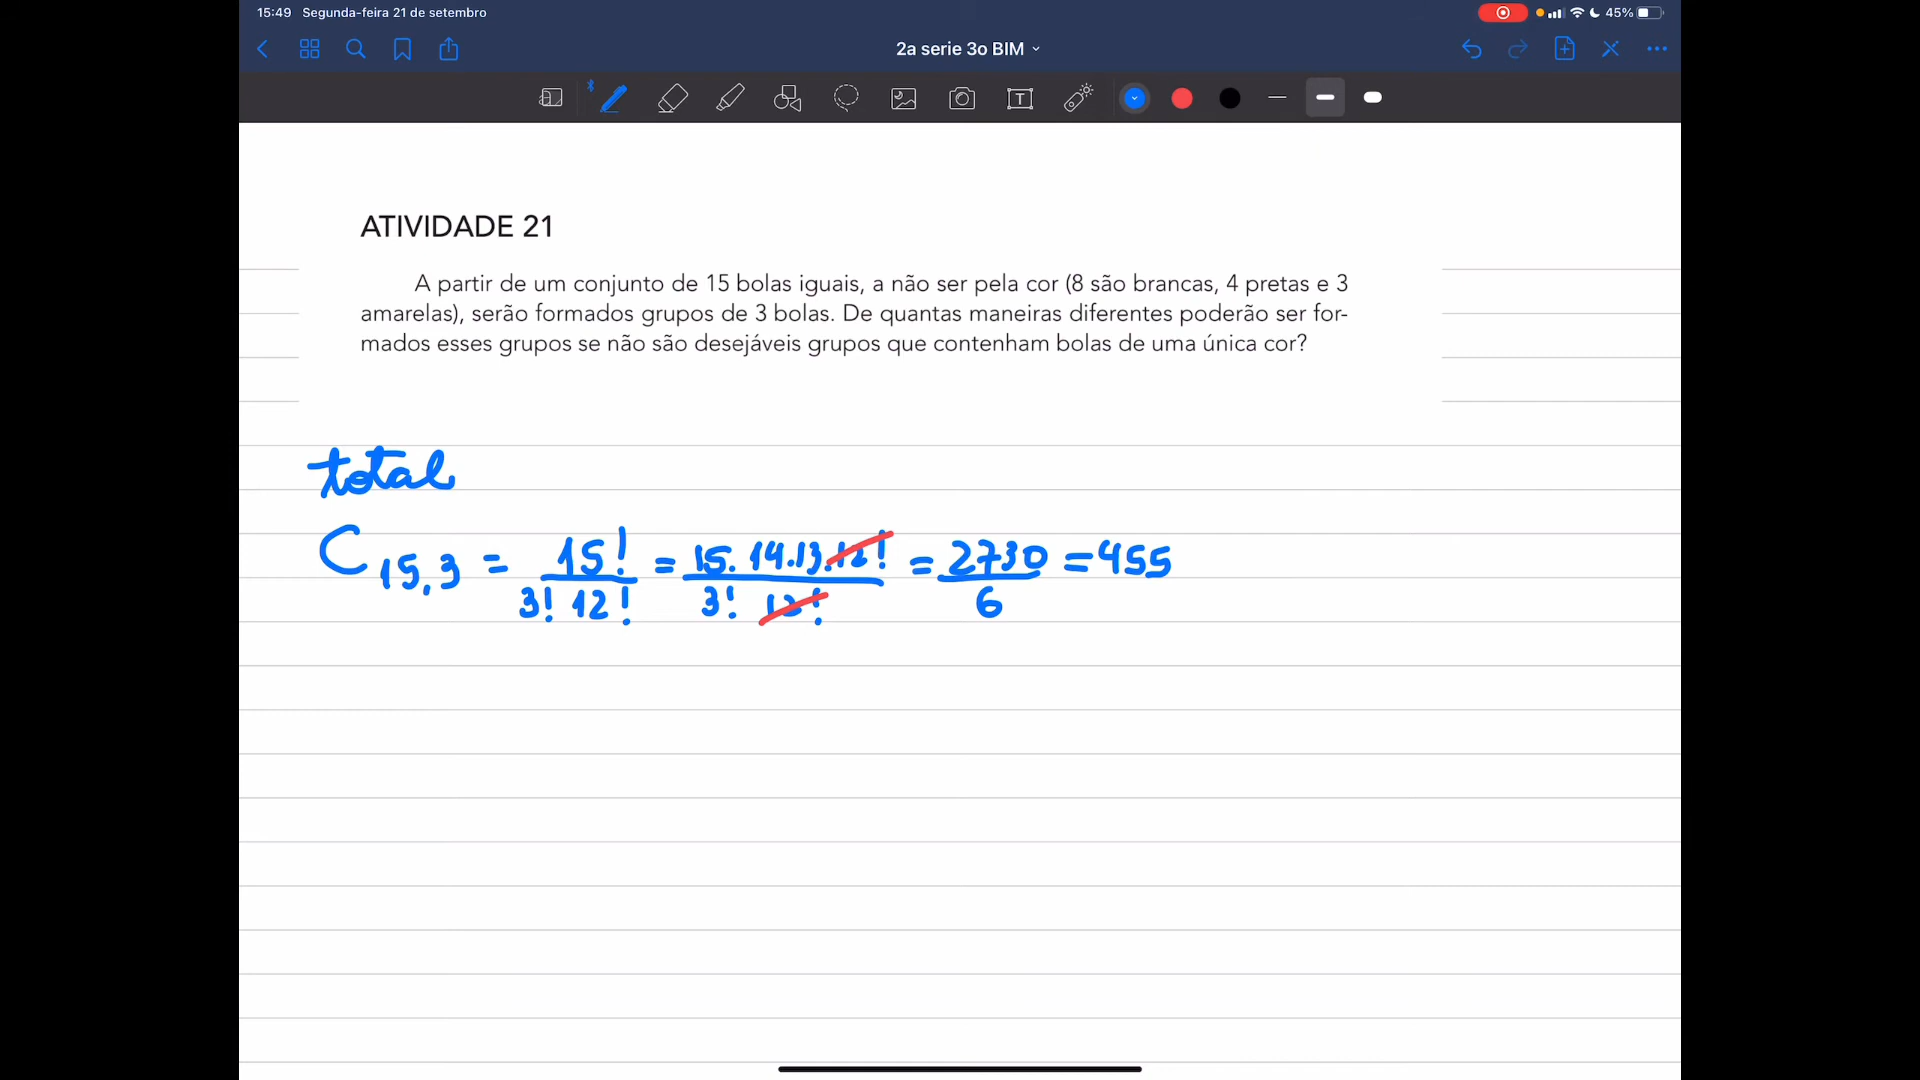 15:49 Segunda-feira 21 de setembro 45%
2a serie 3o BIM
T
ATIVIDADE 21
A partir de um conjunto de 15 bolas iguais, a não ser pela cor (8 são brancas, 4 pretas e 3
amarelas), serão formados grupos de 3 bolas. De quantas maneiras diferentes poderão ser for-
mados esses grupos se não são desejáveis grupos que contenham bolas de uma única cor?
total
C 15,3 = 15! / 3! 12! = 15.14.13.12! / 3! 12! = 2730 / 6 = 455